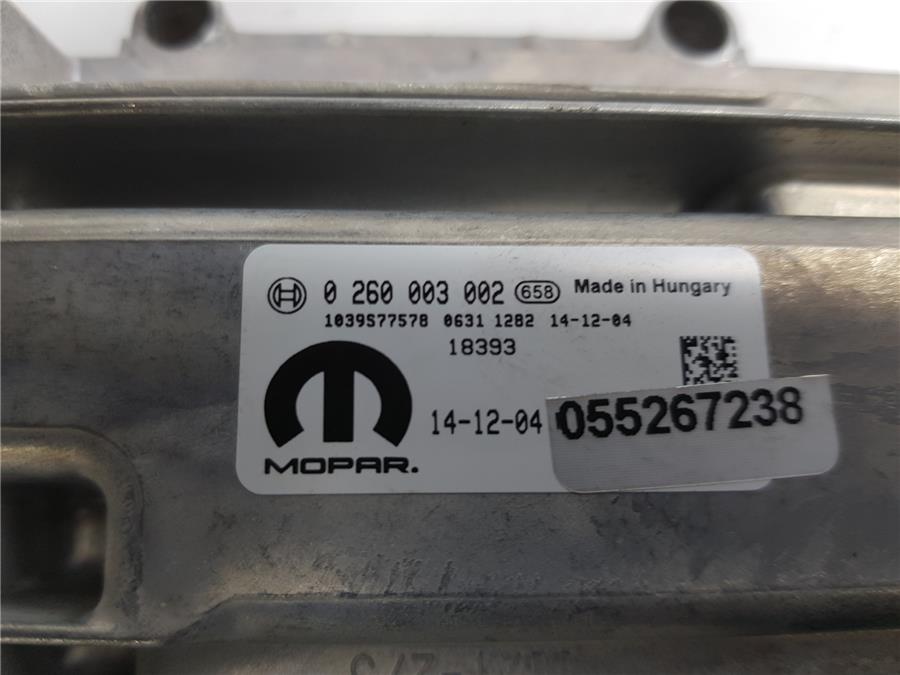 0 260 003 002 658 Made in Hungary
1039S77578 0631 1282 14-12-04
18393
14-12-04 055267238
MOPAR.